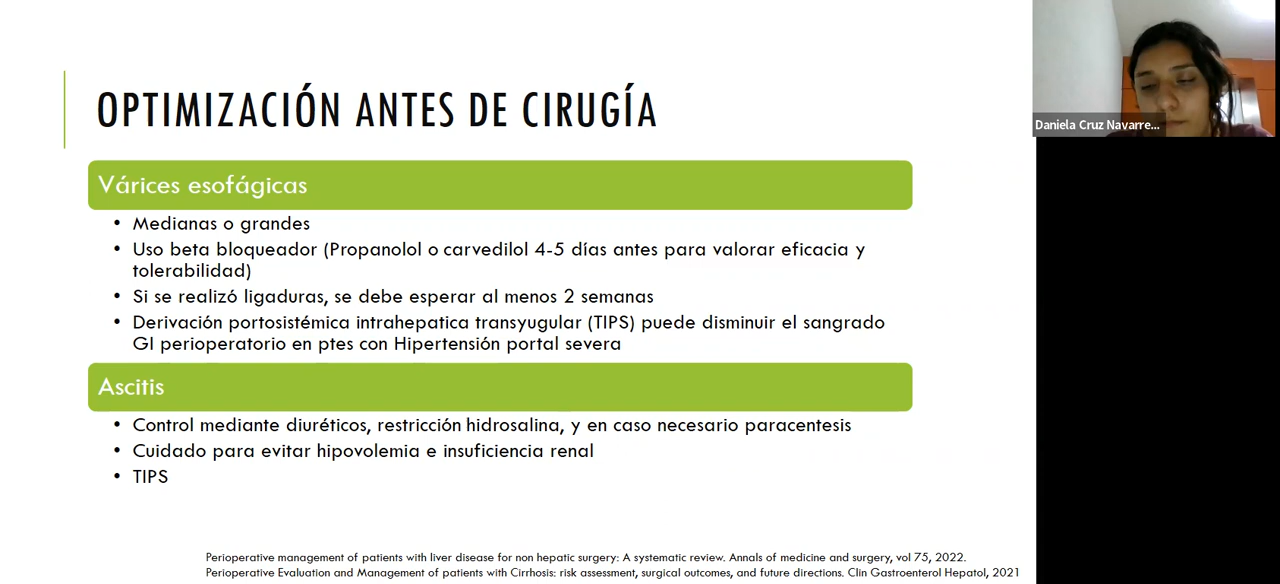 OPTIMIZACIÓN ANTES DE CIRUGÍA
Daniela Cruz Navarre...
Várices esofágicas
• Medianas o grandes
• Uso beta bloqueador (Propanolol o carvedilol 4-5 días antes para valorar eficacia y
tolerabilidad)
• Si se realizó ligaduras, se debe esperar al menos 2 semanas
• Derivación portosistémica intrahepatica transyugular (TIPS) puede disminuir el sangrado
GI perioperatorio en ptes con Hipertensión portal severa
Ascitis
• Control mediante diuréticos, restricción hidrosalina, y en caso necesario paracentesis
• Cuidado para evitar hipovolemia e insuficiencia renal
• TIPS
Perioperative management of patients with liver disease for non hepatic surgery: A systematic review. Annals of medicine and surgery, vol 75, 2022.
Perioperative Evaluation and Management of patients with Cirrhosis: risk assessment, surgical outcomes, and future directions. Clin Gastroenterol Hepatol, 2021